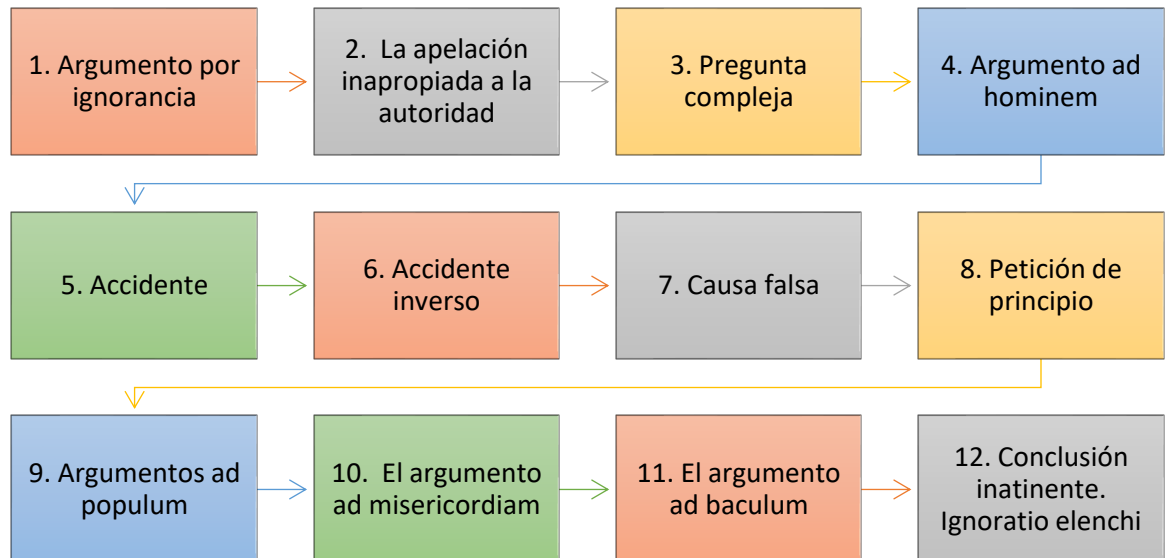 1. Argumento por
ignorancia
2. La apelación
inapropiada a la
autoridad
3. Pregunta
compleja
4. Argumento ad
hominem
5. Accidente
6. Accidente
inverso
7. Causa falsa
8. Petición de
principio
9. Argumentos ad
populum
10. El argumento
ad misericordiam
11. El argumento
ad baculum
12. Conclusión
inatinente.
Ignoratio elenchi